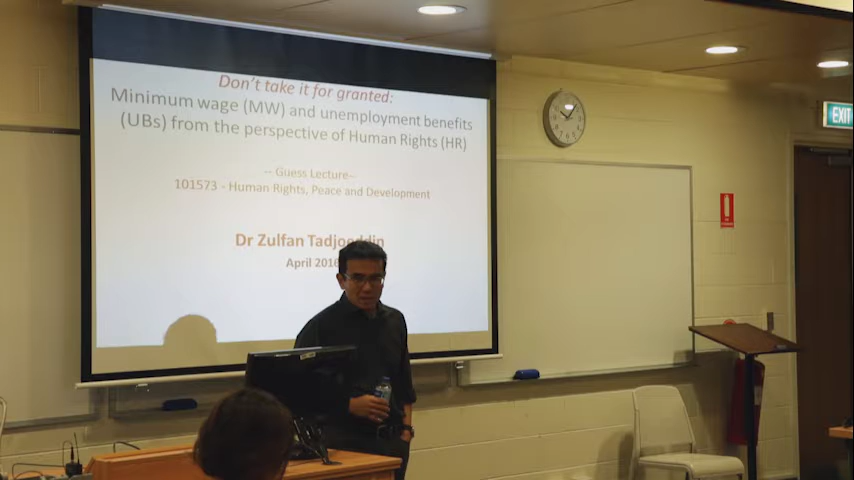 Don't take it for granted:
Minimum wage (MW) and unemployment benefits
(UBs) from the perspective of Human Rights (HR)
-- Guess Lecture--
101573 - Human Rights, Peace and Development
Dr Zulfan Tadjoeddin
April 2016
EXIT